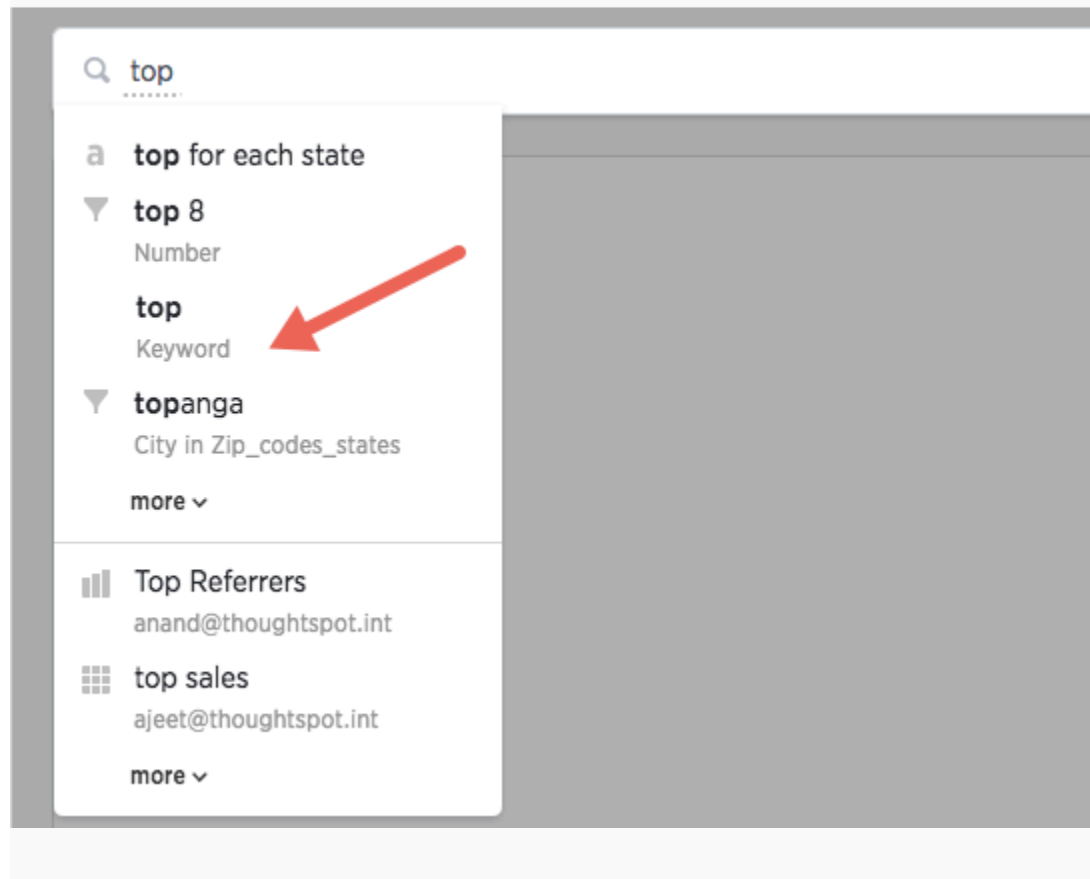 top
a top for each state
top 8
Number
top
Keyword
topanga
City in Zip_codes_states
more
Top Referrers
anand@thoughtspot.int
top sales
ajeet@thoughtspot.int
more